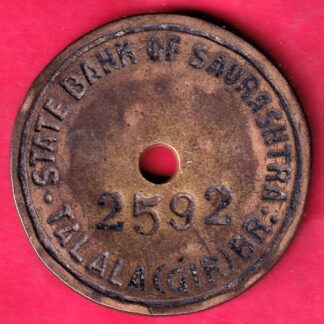 · STATE BANK OF SAURASHTRA ·
TALALA (GIR) BR.
2592